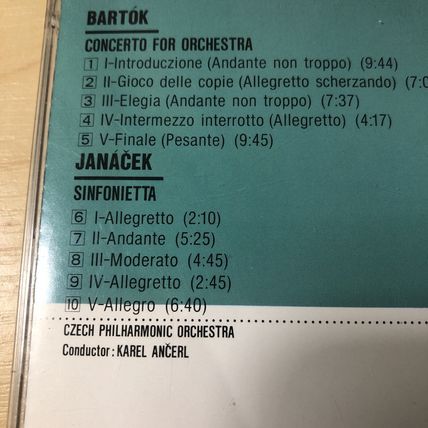 BARTÓK
CONCERTO FOR ORCHESTRA
1 I-Introduczione (Andante non troppo) (9:44)
2 II-Gioco delle copie (Allegretto scherzando)
3 III-Elegia (Andante non troppo) (7:37)
4 IV-Intermezzo interrotto (Allegretto) (4:17)
5 V-Finale (Pesante) (9:45)
JANÁČEK
SINFONIETTA
6 I-Allegretto (2:10)
7 II-Andante (5:25)
8 III-Moderato (4:45)
9 IV-Allegretto (2:45)
10 V-Allegro (6:40)
CZECH PHILHARMONIC ORCHESTRA
Conductor: KAREL ANČERL